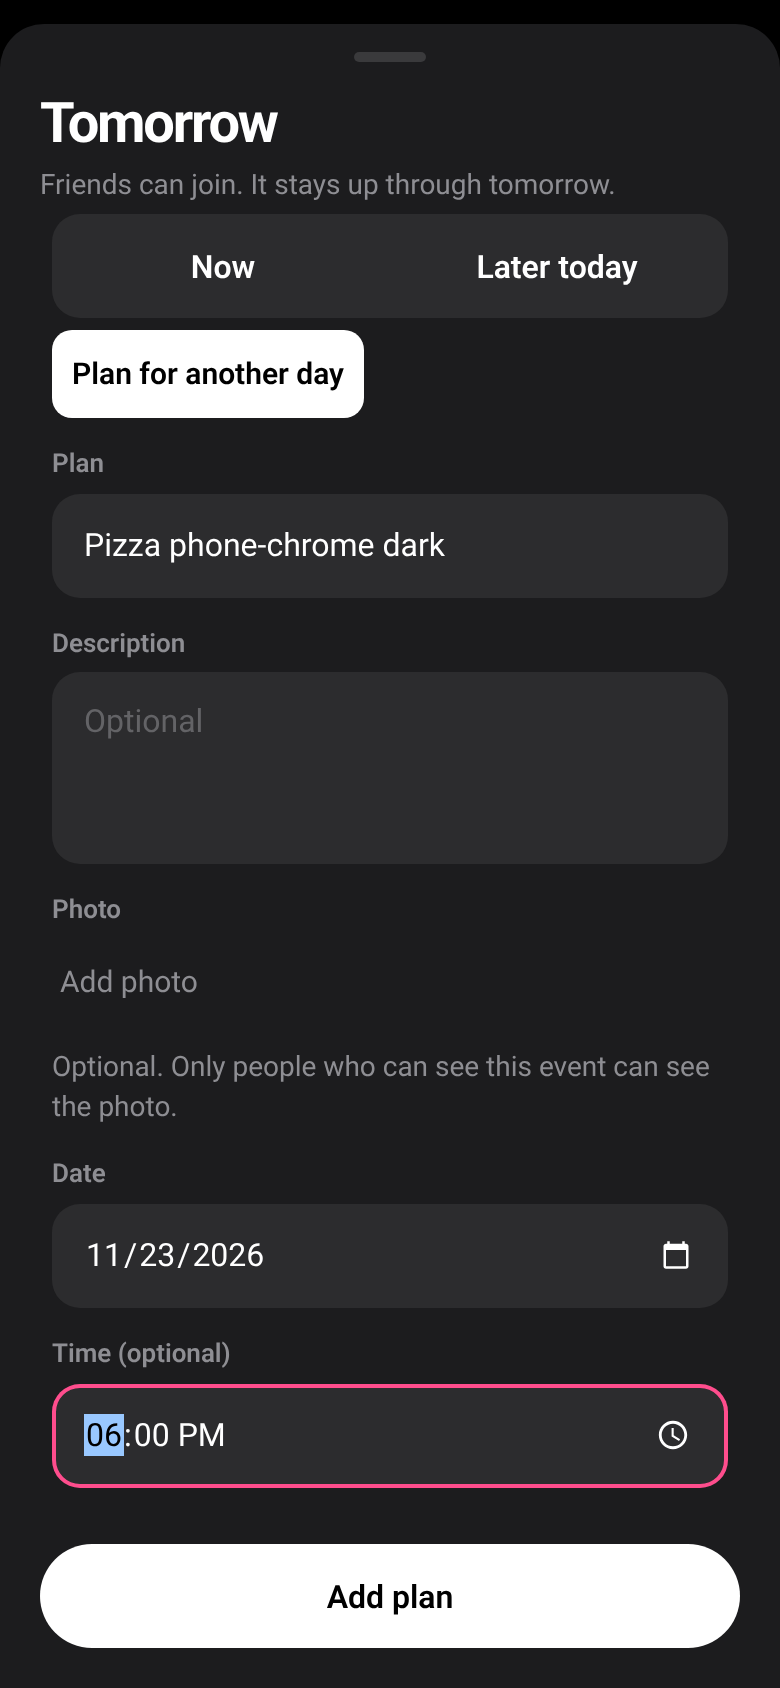 Tomorrow
Friends can join. It stays up through tomorrow.
Now
Later today
Plan for another day
Plan
Pizza phone-chrome dark
Description
Optional
Photo
Add photo
Optional. Only people who can see this event can see
the photo.
Date
11/23/2026
Time (optional)
06:00 PM
Add plan